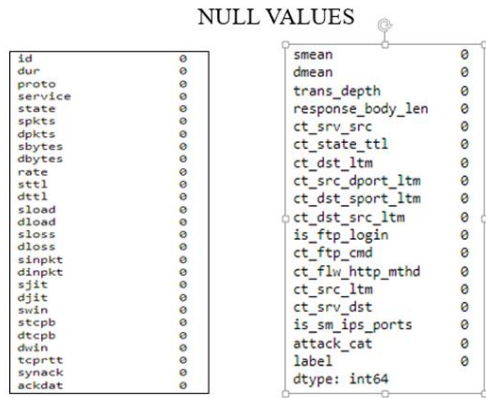 NULL VALUES
id 0
dur 0
proto 0
service 0
state 0
spkts 0
dpkts 0
sbytes 0
dbytes 0
rate 0
sttl 0
dttl 0
sload 0
dload 0
sloss 0
dloss 0
sinpkt 0
dinpkt 0
sjit 0
djit 0
swin 0
stcpb 0
dtcpb 0
dwin 0
tcprtt 0
synack 0
ackdat 0
smean 0
dmean 0
trans_depth 0
response_body_len 0
ct_srv_src 0
ct_state_ttl 0
ct_dst_ltm 0
ct_src_dport_ltm 0
ct_dst_sport_ltm 0
ct_dst_src_ltm 0
is_ftp_login 0
ct_ftp_cmd 0
ct_flw_http_mthd 0
ct_src_ltm 0
ct_srv_dst 0
is_sm_ips_ports 0
attack_cat 0
label 0
dtype: int64